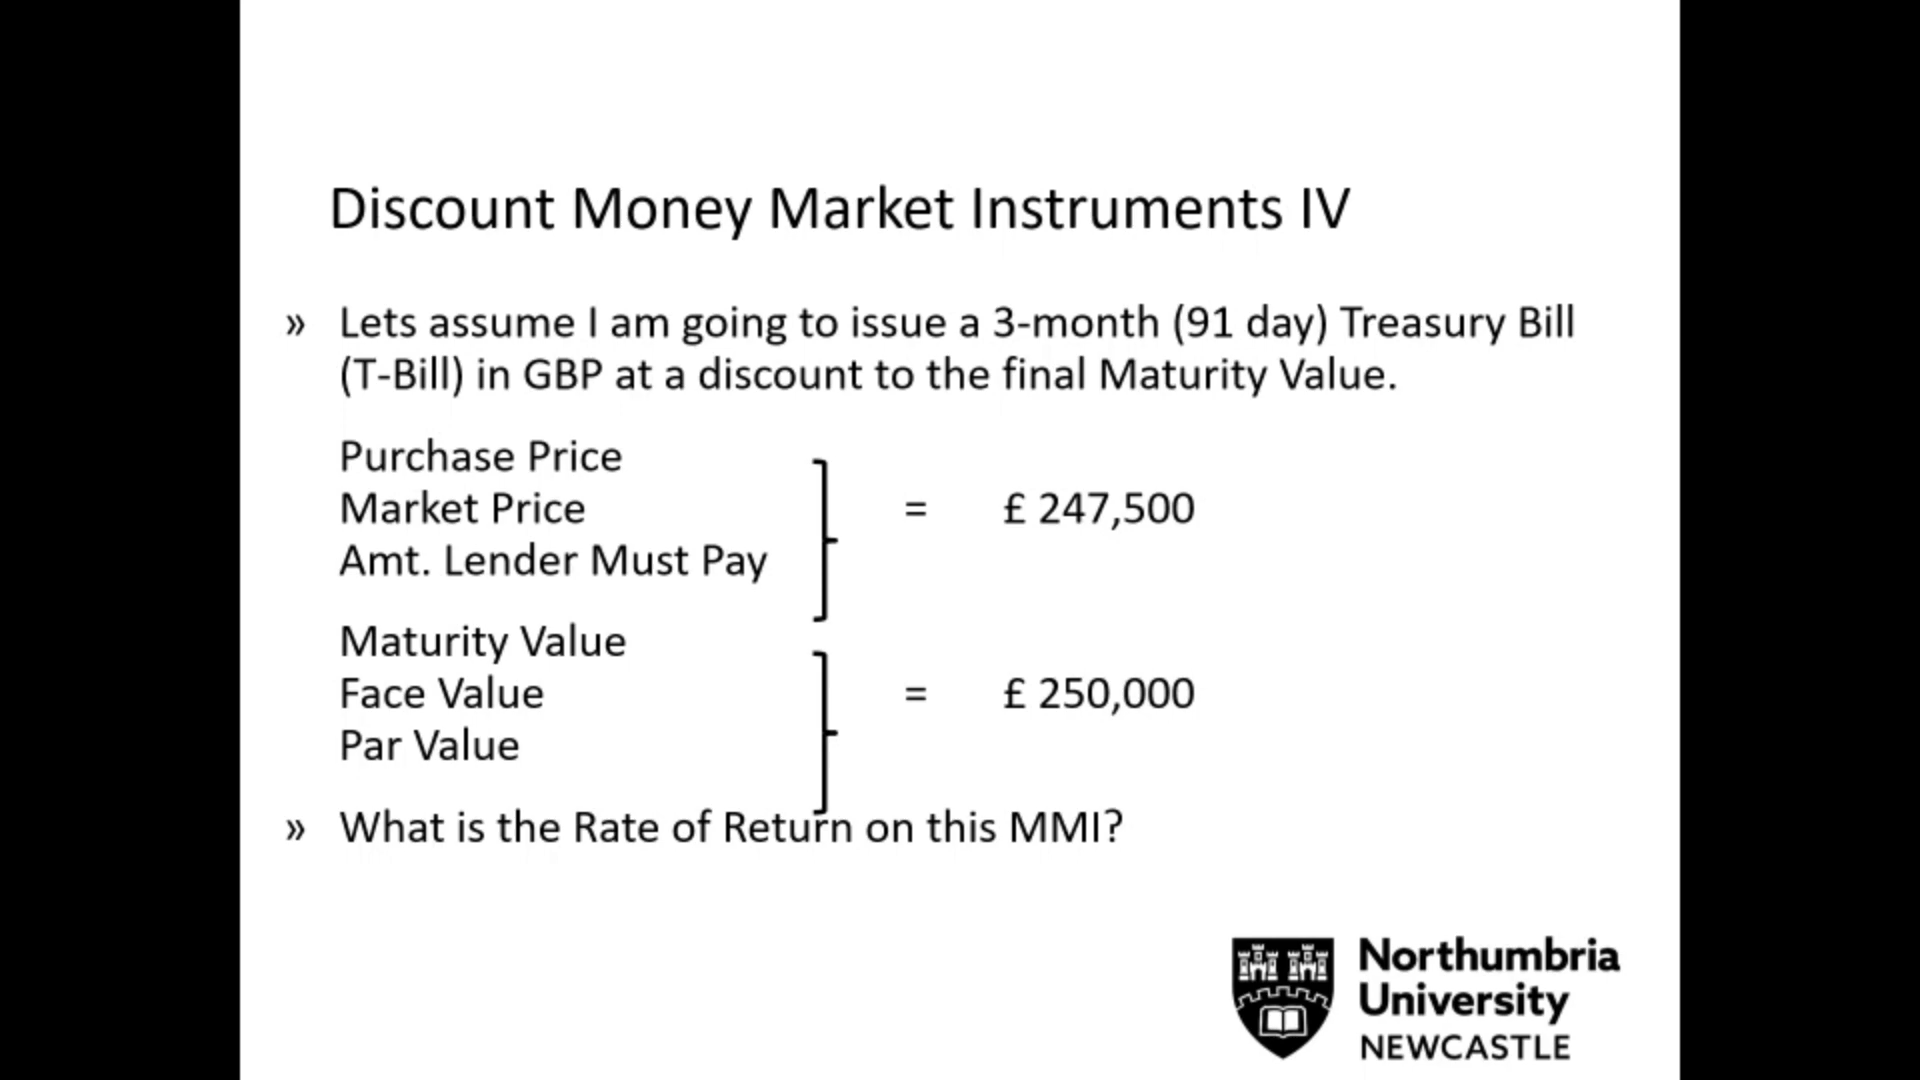 Discount Money Market Instruments IV
» Lets assume I am going to issue a 3-month (91 day) Treasury Bill
(T-Bill) in GBP at a discount to the final Maturity Value.
Purchase Price
Market Price = £ 247,500
Amt. Lender Must Pay
Maturity Value
Face Value = £ 250,000
Par Value
» What is the Rate of Return on this MMI?
Northumbria
University
NEWCASTLE